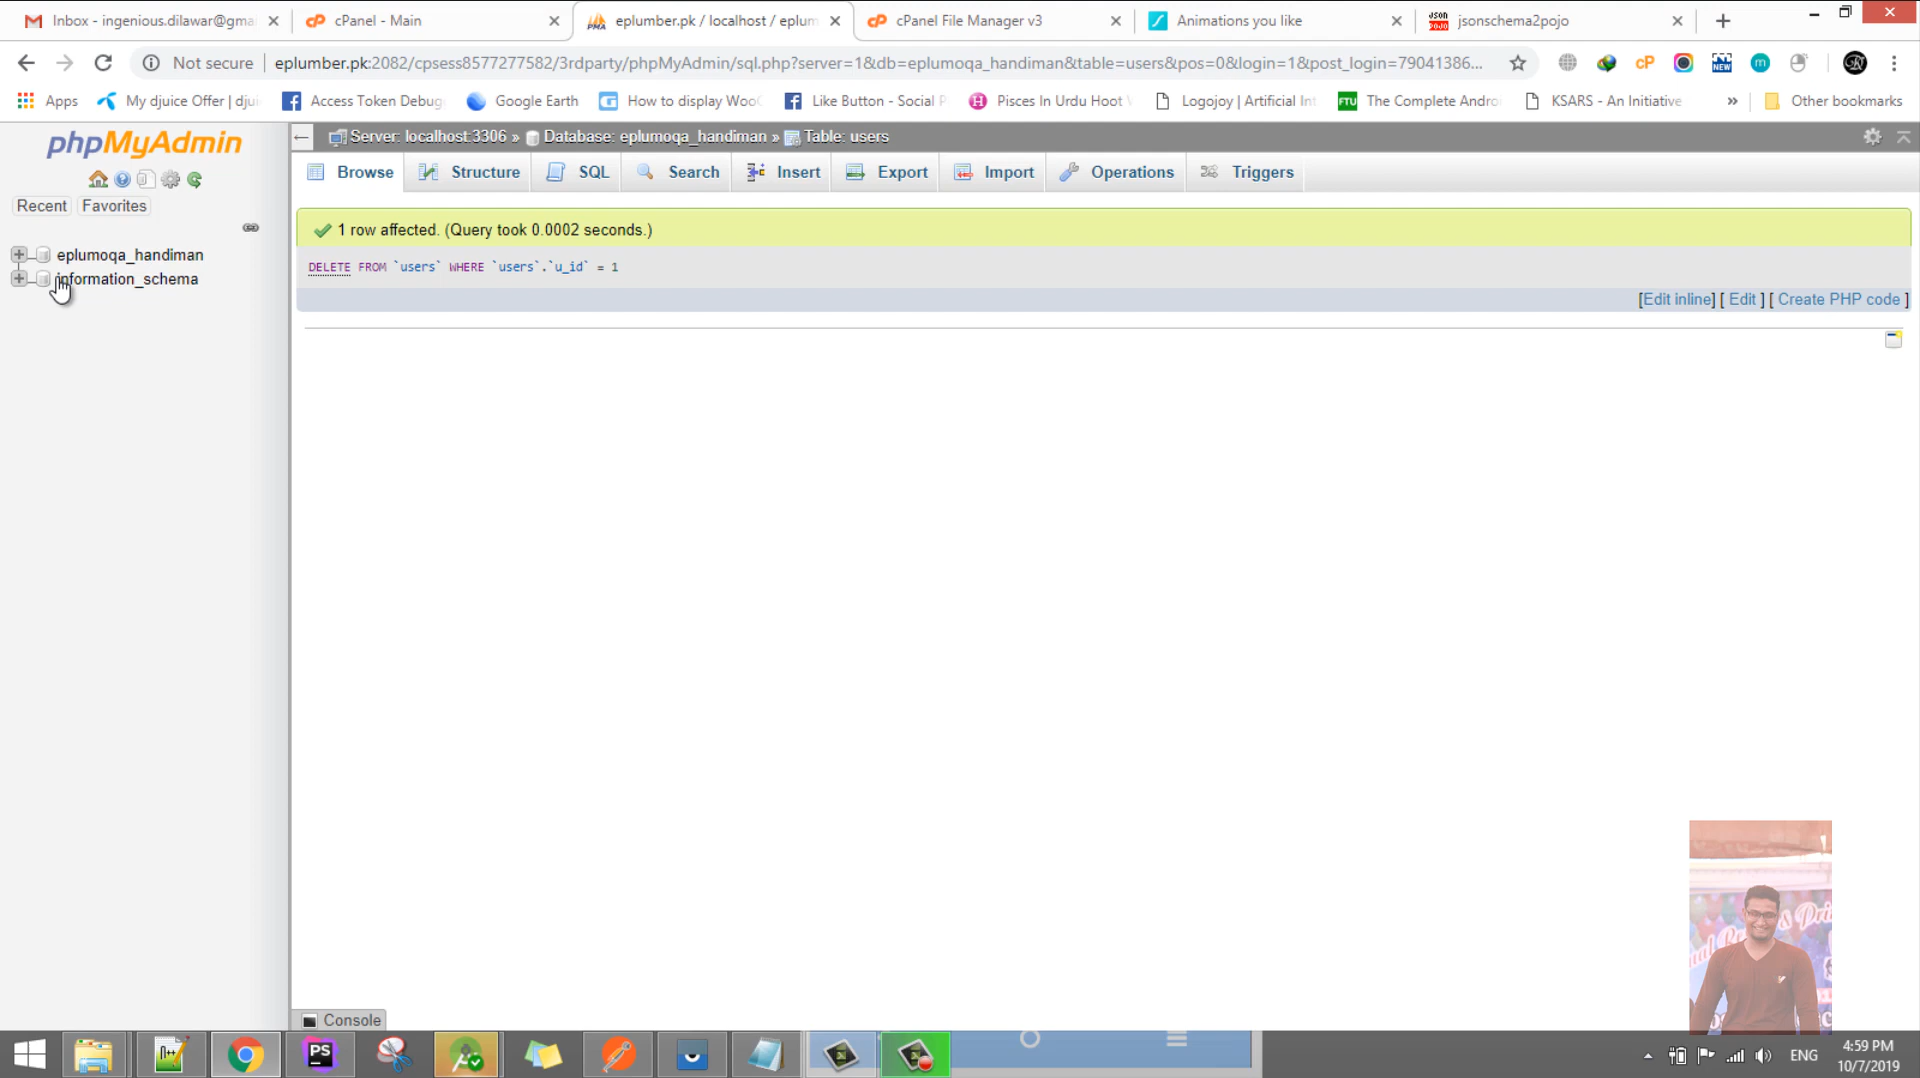 Inbox - ingenious.dilawar@gmai
cPanel - Main
eplumber.pk / localhost / eplum
cPanel File Manager v3
Animations you like
jsonschema2pojo
Not secure
eplumber.pk:2082/cpsess8577277582/3rdparty/phpMyAdmin/sql.php?server=1&db=eplumoqa_handiman&table=users&pos=0&login=1&post_login=79041386...
Apps
My djuice Offer | djui
Access Token Debug
Google Earth
How to display WooC
Like Button - Social P
Pisces In Urdu Hoot
Logojoy | Artificial Int
FTU
The Complete Andro
KSARS - An Initiative
Other bookmarks
phpMyAdmin
Server: localhost:3306 » Database: eplumoqa_handiman » Table: users
Browse
Structure
SQL
Search
Insert
Export
Import
Operations
Triggers
Recent
Favorites
eplumoqa_handiman
information_schema
1 row affected. (Query took 0.0002 seconds.)
DELETE FROM `users` WHERE `users`.`u_id` = 1
[Edit inline] [ Edit ] [ Create PHP code ]
Console
ENG
4:59 PM
10/7/2019